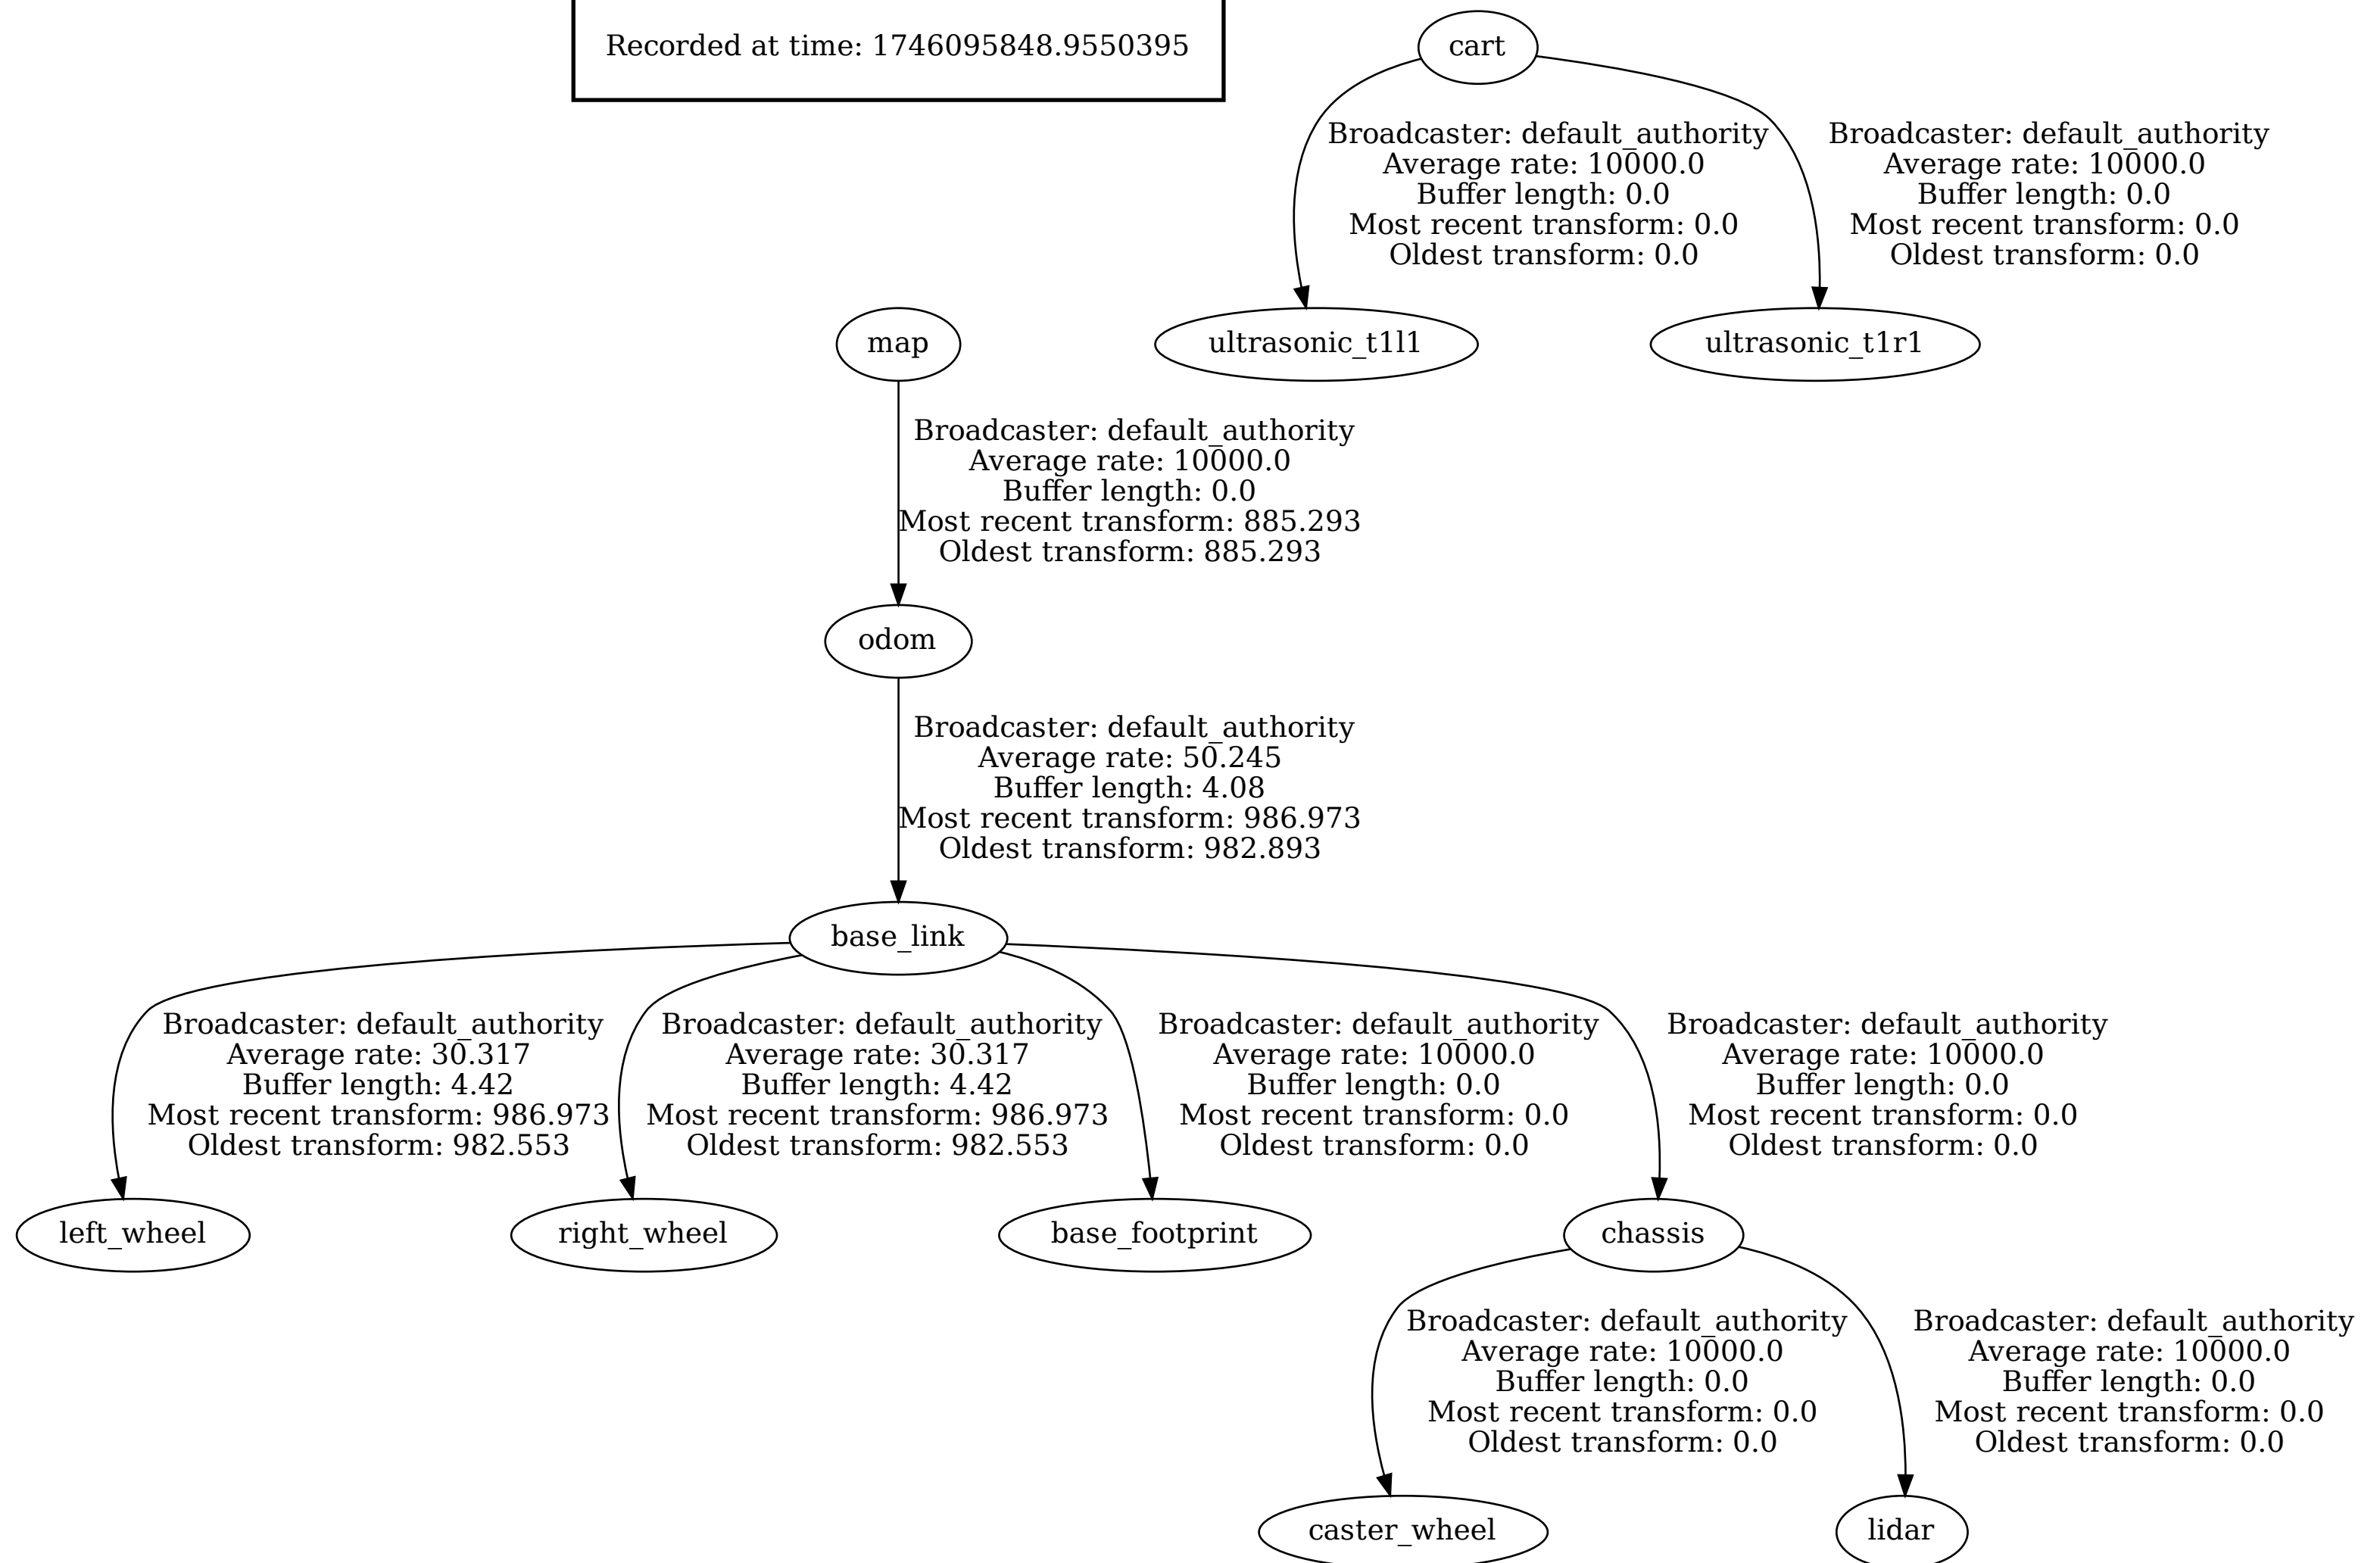 Recorded at time: 1746095848.9550395
cart
Broadcaster: default_authority
Average rate: 10000.0
Buffer length: 0.0
Most recent transform: 0.0
Oldest transform: 0.0
Broadcaster: default_authority
Average rate: 10000.0
Buffer length: 0.0
Most recent transform: 0.0
Oldest transform: 0.0
map
ultrasonic_t1l1
ultrasonic_t1r1
Broadcaster: default_authority
Average rate: 10000.0
Buffer length: 0.0
Most recent transform: 885.293
Oldest transform: 885.293
odom
Broadcaster: default_authority
Average rate: 50.245
Buffer length: 4.08
Most recent transform: 986.973
Oldest transform: 982.893
base_link
Broadcaster: default_authority
Average rate: 30.317
Buffer length: 4.42
Most recent transform: 986.973
Oldest transform: 982.553
Broadcaster: default_authority
Average rate: 30.317
Buffer length: 4.42
Most recent transform: 986.973
Oldest transform: 982.553
Broadcaster: default_authority
Average rate: 10000.0
Buffer length: 0.0
Most recent transform: 0.0
Oldest transform: 0.0
Broadcaster: default_authority
Average rate: 10000.0
Buffer length: 0.0
Most recent transform: 0.0
Oldest transform: 0.0
left_wheel
right_wheel
base_footprint
chassis
Broadcaster: default_authority
Average rate: 10000.0
Buffer length: 0.0
Most recent transform: 0.0
Oldest transform: 0.0
Broadcaster: default_authority
Average rate: 10000.0
Buffer length: 0.0
Most recent transform: 0.0
Oldest transform: 0.0
caster_wheel
lidar